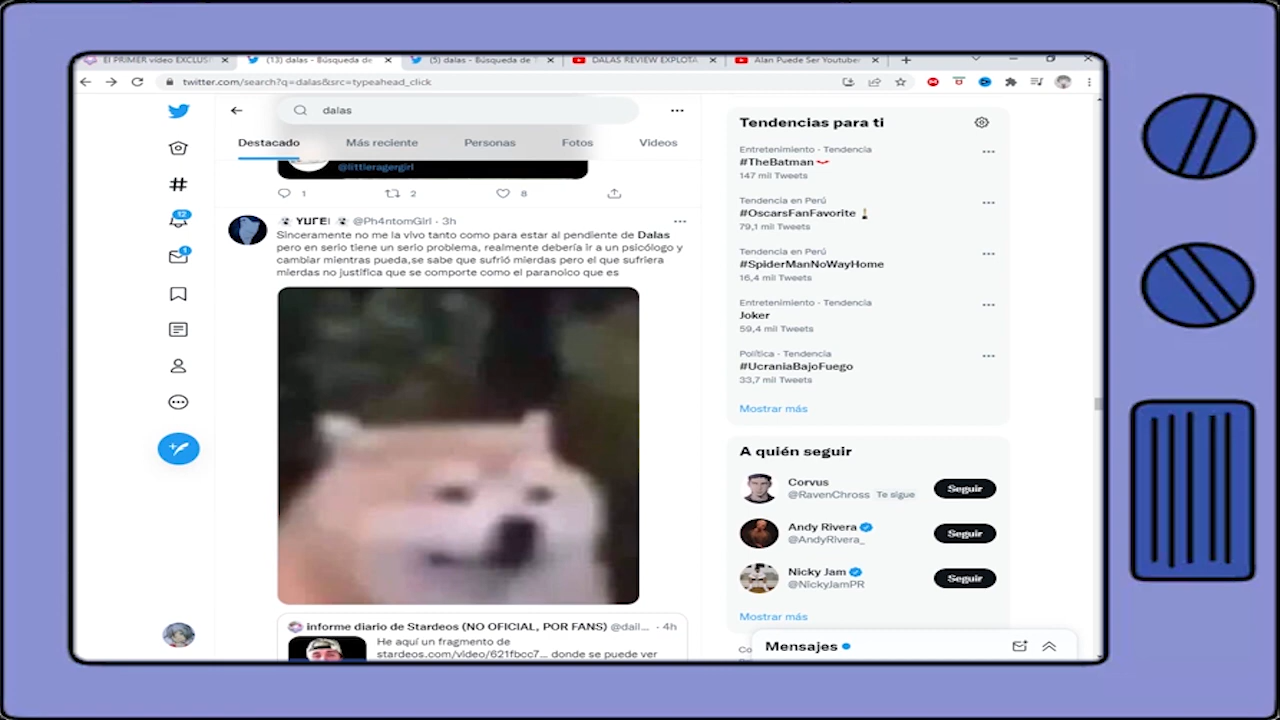 El PRIMER vídeo EXCLUS
(13) dalas - Búsqueda de
(5) dalas - Búsqueda de T
DALAS REVIEW EXPLOTA
Alan Puede Ser Youtuber
twitter.com/search?q=dalas&src=typeahead_click
dalas
Destacado
Más reciente
Personas
Fotos
Videos
@littleragergirl
1
2
8
YUГEI @Ph4ntomGirl · 3h
Sinceramente no me la vivo tanto como para estar al pendiente de Dalas
pero en serio tiene un serio problema, realmente debería ir a un psicólogo y
cambiar mientras pueda,se sabe que sufrió mierdas pero el que sufriera
mierdas no justifica que se comporte como el paranoico que es
informe diario de Stardeos (NO OFICIAL, POR FANS) @dail... · 4h
He aquí un fragmento de
stardeos.com/video/621fbcc7... donde se puede ver
12
1
Tendencias para ti
Entretenimiento · Tendencia
#TheBatman
147 mil Tweets
Tendencia en Perú
#OscarsFanFavorite
79,1 mil Tweets
Tendencia en Perú
#SpiderManNoWayHome
16,4 mil Tweets
Entretenimiento · Tendencia
Joker
59,4 mil Tweets
Política · Tendencia
#UcraniaBajoFuego
33,7 mil Tweets
Mostrar más
A quién seguir
Corvus
@RavenChross Te sigue
Seguir
Andy Rivera
@AndyRivera_
Seguir
Nicky Jam
@NickyJamPR
Seguir
Mostrar más
Co
Mensajes